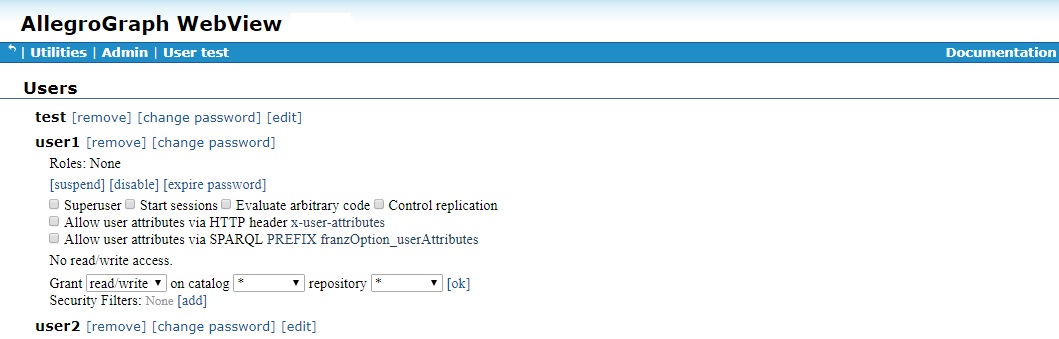 AllegroGraph WebView
| Utilities | Admin | User test Documentation
Users
test [remove] [change password] [edit]
user1 [remove] [change password]
Roles: None
[suspend] [disable] [expire password]
Superuser Start sessions Evaluate arbitrary code Control replication
Allow user attributes via HTTP header x-user-attributes
Allow user attributes via SPARQL PREFIX franzOption_userAttributes
No read/write access.
Grant read/write on catalog * repository * [ok]
Security Filters: None [add]
user2 [remove] [change password] [edit]